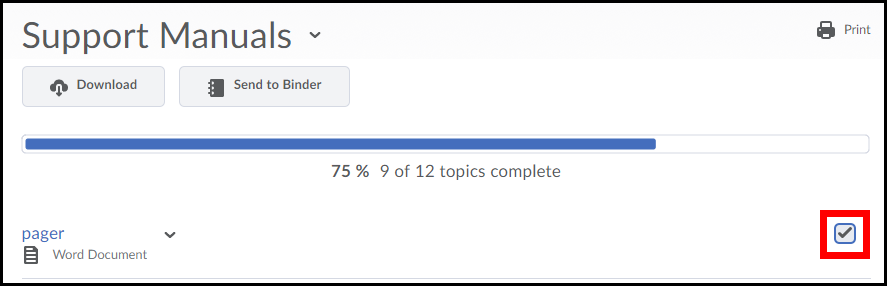 Support Manuals
Print
Download
Send to Binder
75 % 9 of 12 topics complete
pager
Word Document